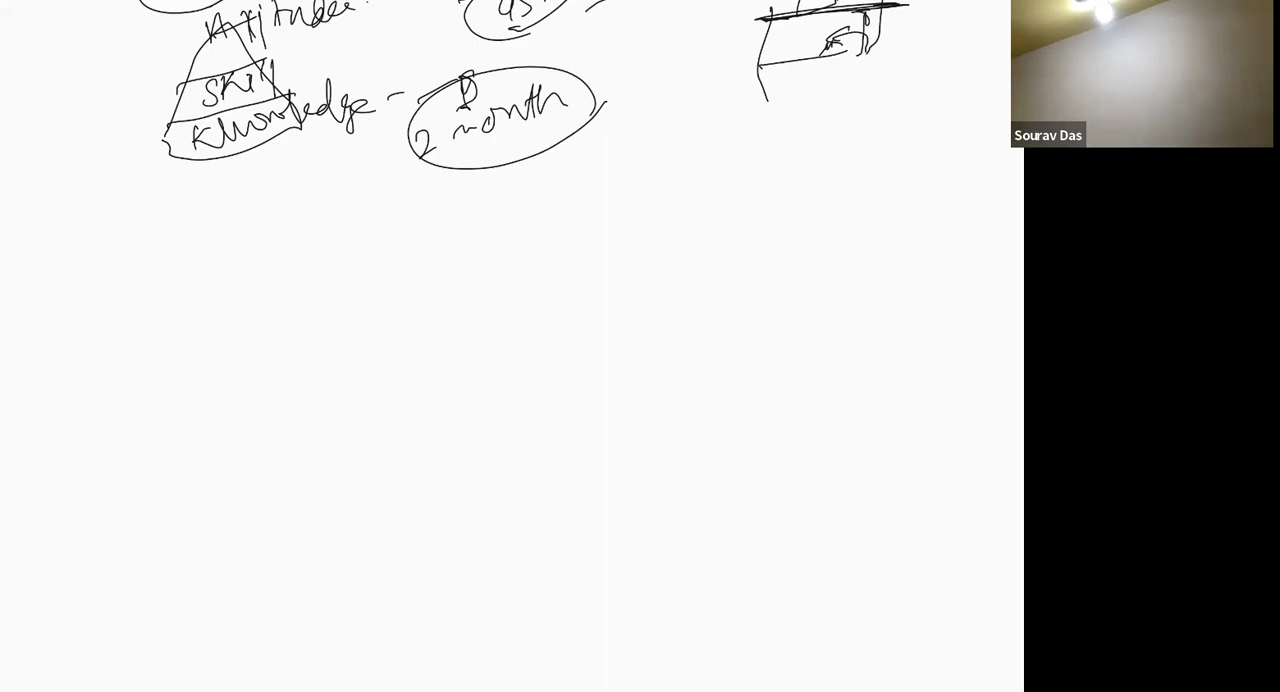 Attitude.
Skill
Knowledge -
2 month
Sourav Das